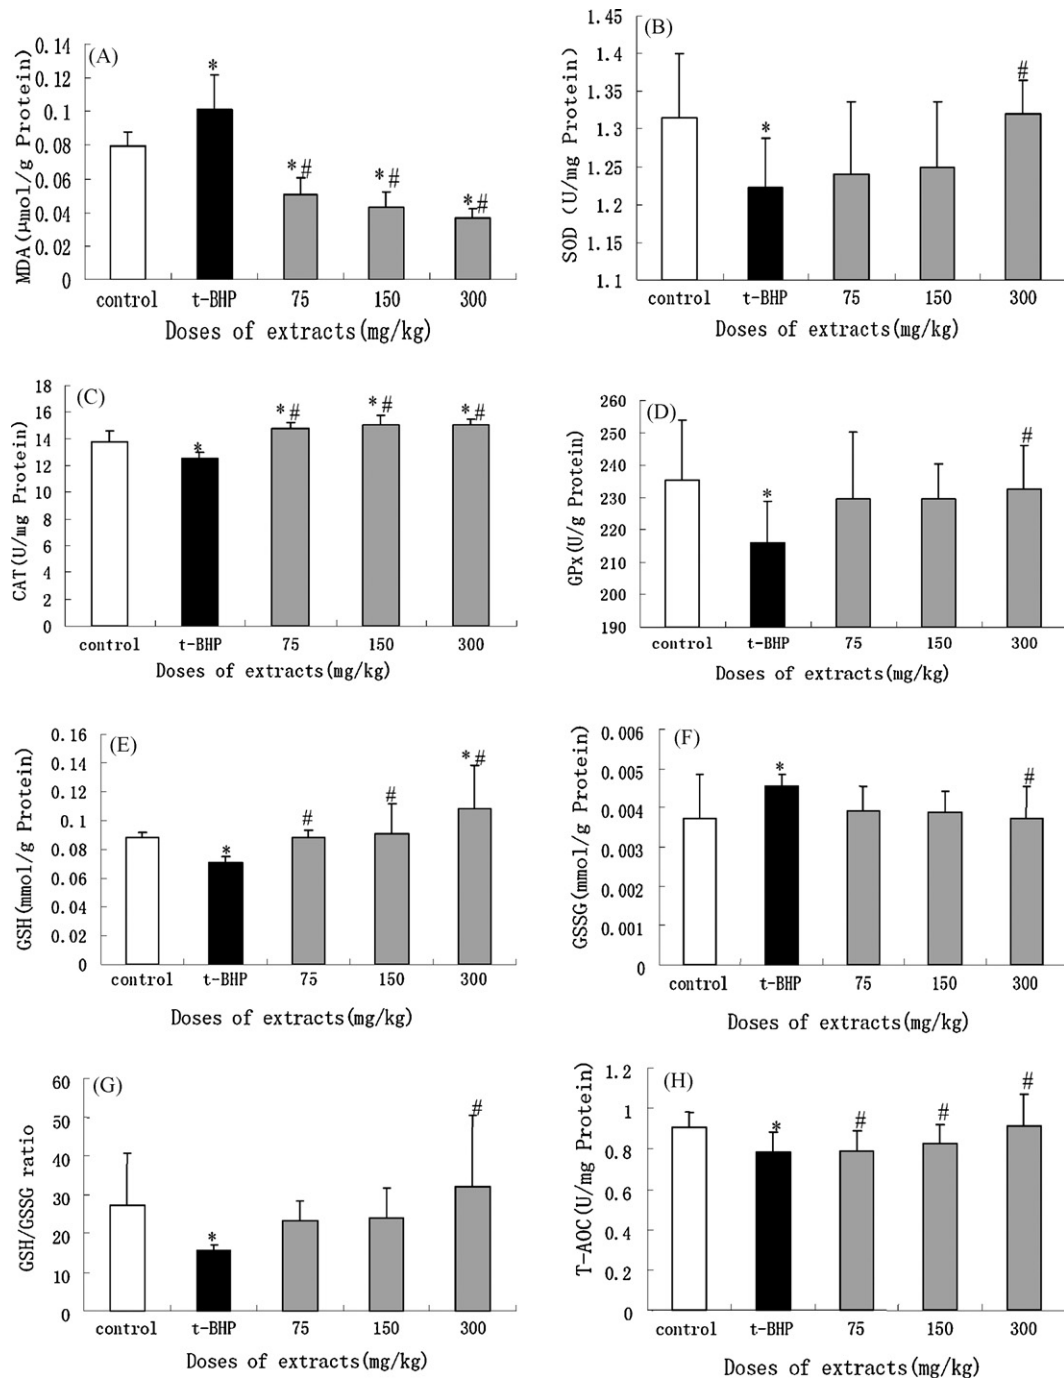 (A)
MDA(μmol/g Protein)
0.14
0.12
0.1
0.08
0.06
0.04
0.02
0
*
*#
*#
*#
control t-BHP 75 150 300
Doses of extracts(mg/kg)
(B)
SOD (U/mg Protein)
1.45
1.4
1.35
1.3
1.25
1.2
1.15
1.1
*
#
control t-BHP 75 150 300
Doses of extracts(mg/kg)
(C)
CAT(U/mg Protein)
18
16
14
12
10
8
6
4
2
0
*
*#
*#
*#
control t-BHP 75 150 300
Doses of extracts(mg/kg)
(D)
GPx(U/g Protein)
260
250
240
230
220
210
200
190
*
#
control t-BHP 75 150 300
Doses of extracts(mg/kg)
(E)
GSH(mmol/g Protein)
0.16
0.14
0.12
0.1
0.08
0.06
0.04
0.02
0
*
#
#
*#
control t-BHP 75 150 300
Doses of extracts(mg/kg)
(F)
GSSG(mmol/g Protein)
0.006
0.005
0.004
0.003
0.002
0.001
0
*
#
control t-BHP 75 150 300
Doses of extracts(mg/kg)
(G)
GSH/GSSG ratio
60
50
40
30
20
10
0
*
#
control t-BHP 75 150 300
Doses of extracts(mg/kg)
(H)
T-AOC(U/mg Protein)
1.2
1
0.8
0.6
0.4
0.2
0
*
#
#
#
control t-BHP 75 150 300
Doses of extracts(mg/kg)